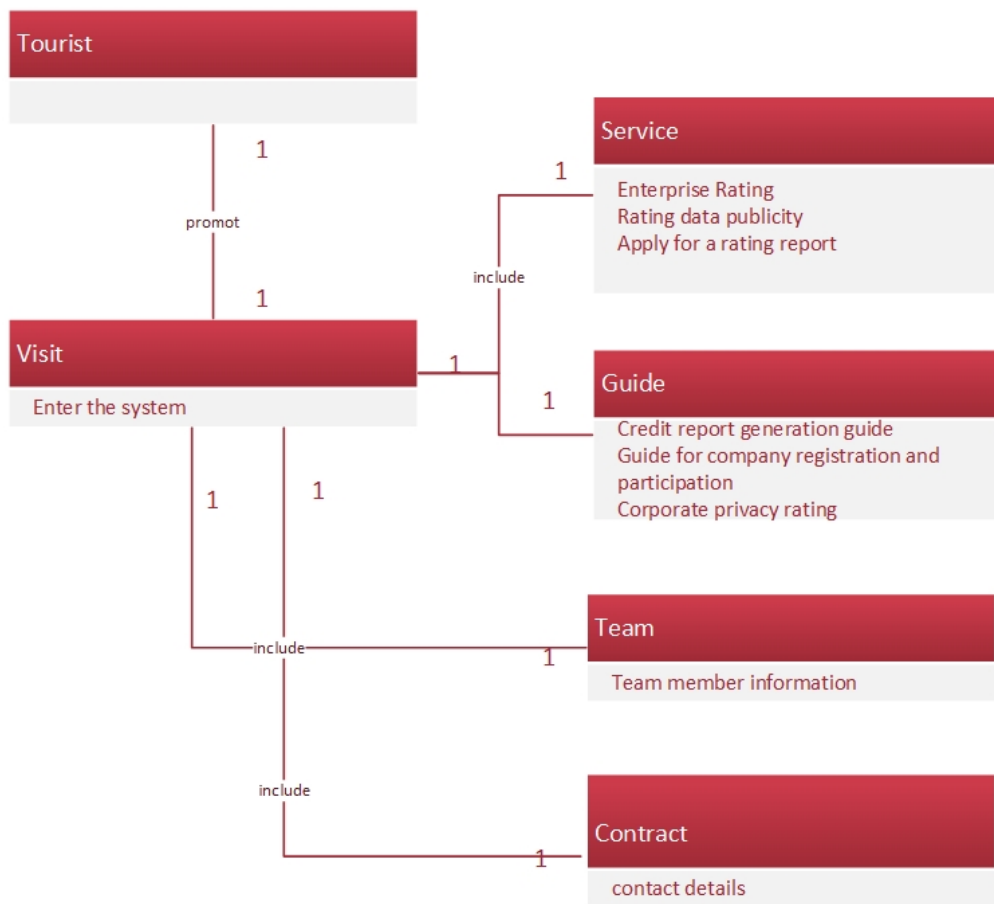 Tourist
1
promot
1
Visit
Enter the system
1
1
include
1
Service
Enterprise Rating
Rating data publicity
Apply for a rating report
1
Guide
Credit report generation guide
Guide for company registration and
participation
Corporate privacy rating
1
1
include
1
Team
Team member information
include
1
Contract
contact details